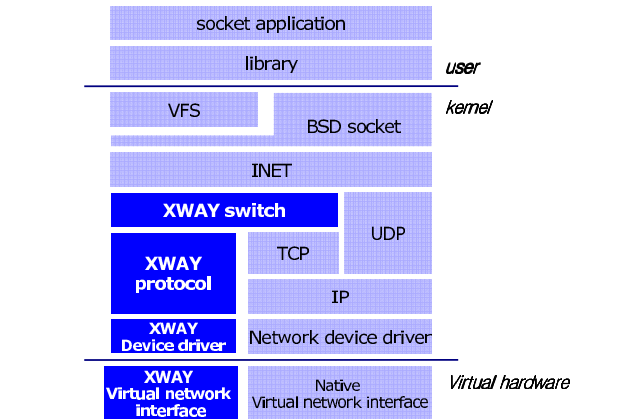 socket application
library
user
kernel
VFS
BSD socket
INET
XWAY switch
UDP
TCP
XWAY
protocol
IP
XWAY
Device driver
Network device driver
XWAY
Virtual network
interface
Native
Virtual network interface
Virtual hardware